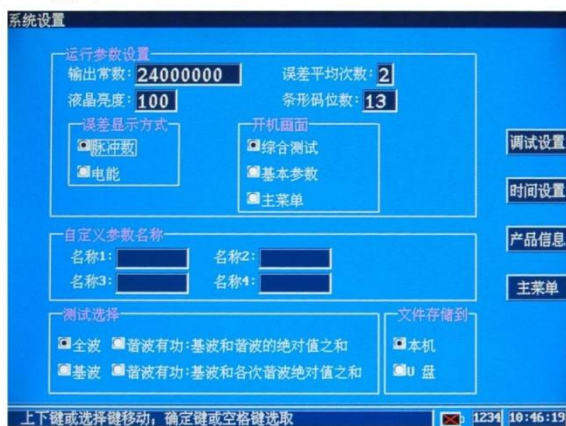 系统设置
运行参数设置
输出常数: 24000000 误差平均次数: 2
液晶亮度: 100 条形码位数: 13
误差显示方式 开机画面
脉冲数 综合测试
电能 基本参数
主菜单
调试设置
时间设置
产品信息
主菜单
自定义参数名称
名称1: 名称2:
名称3: 名称4:
测试选择 文件存储到
全波 谐波有功:基波和谐波的绝对值之和 本机
基波 谐波有功:基波和各次谐波绝对值之和 U 盘
上下键或选择键移动; 确定键或空格键选取 1234 10:46:19